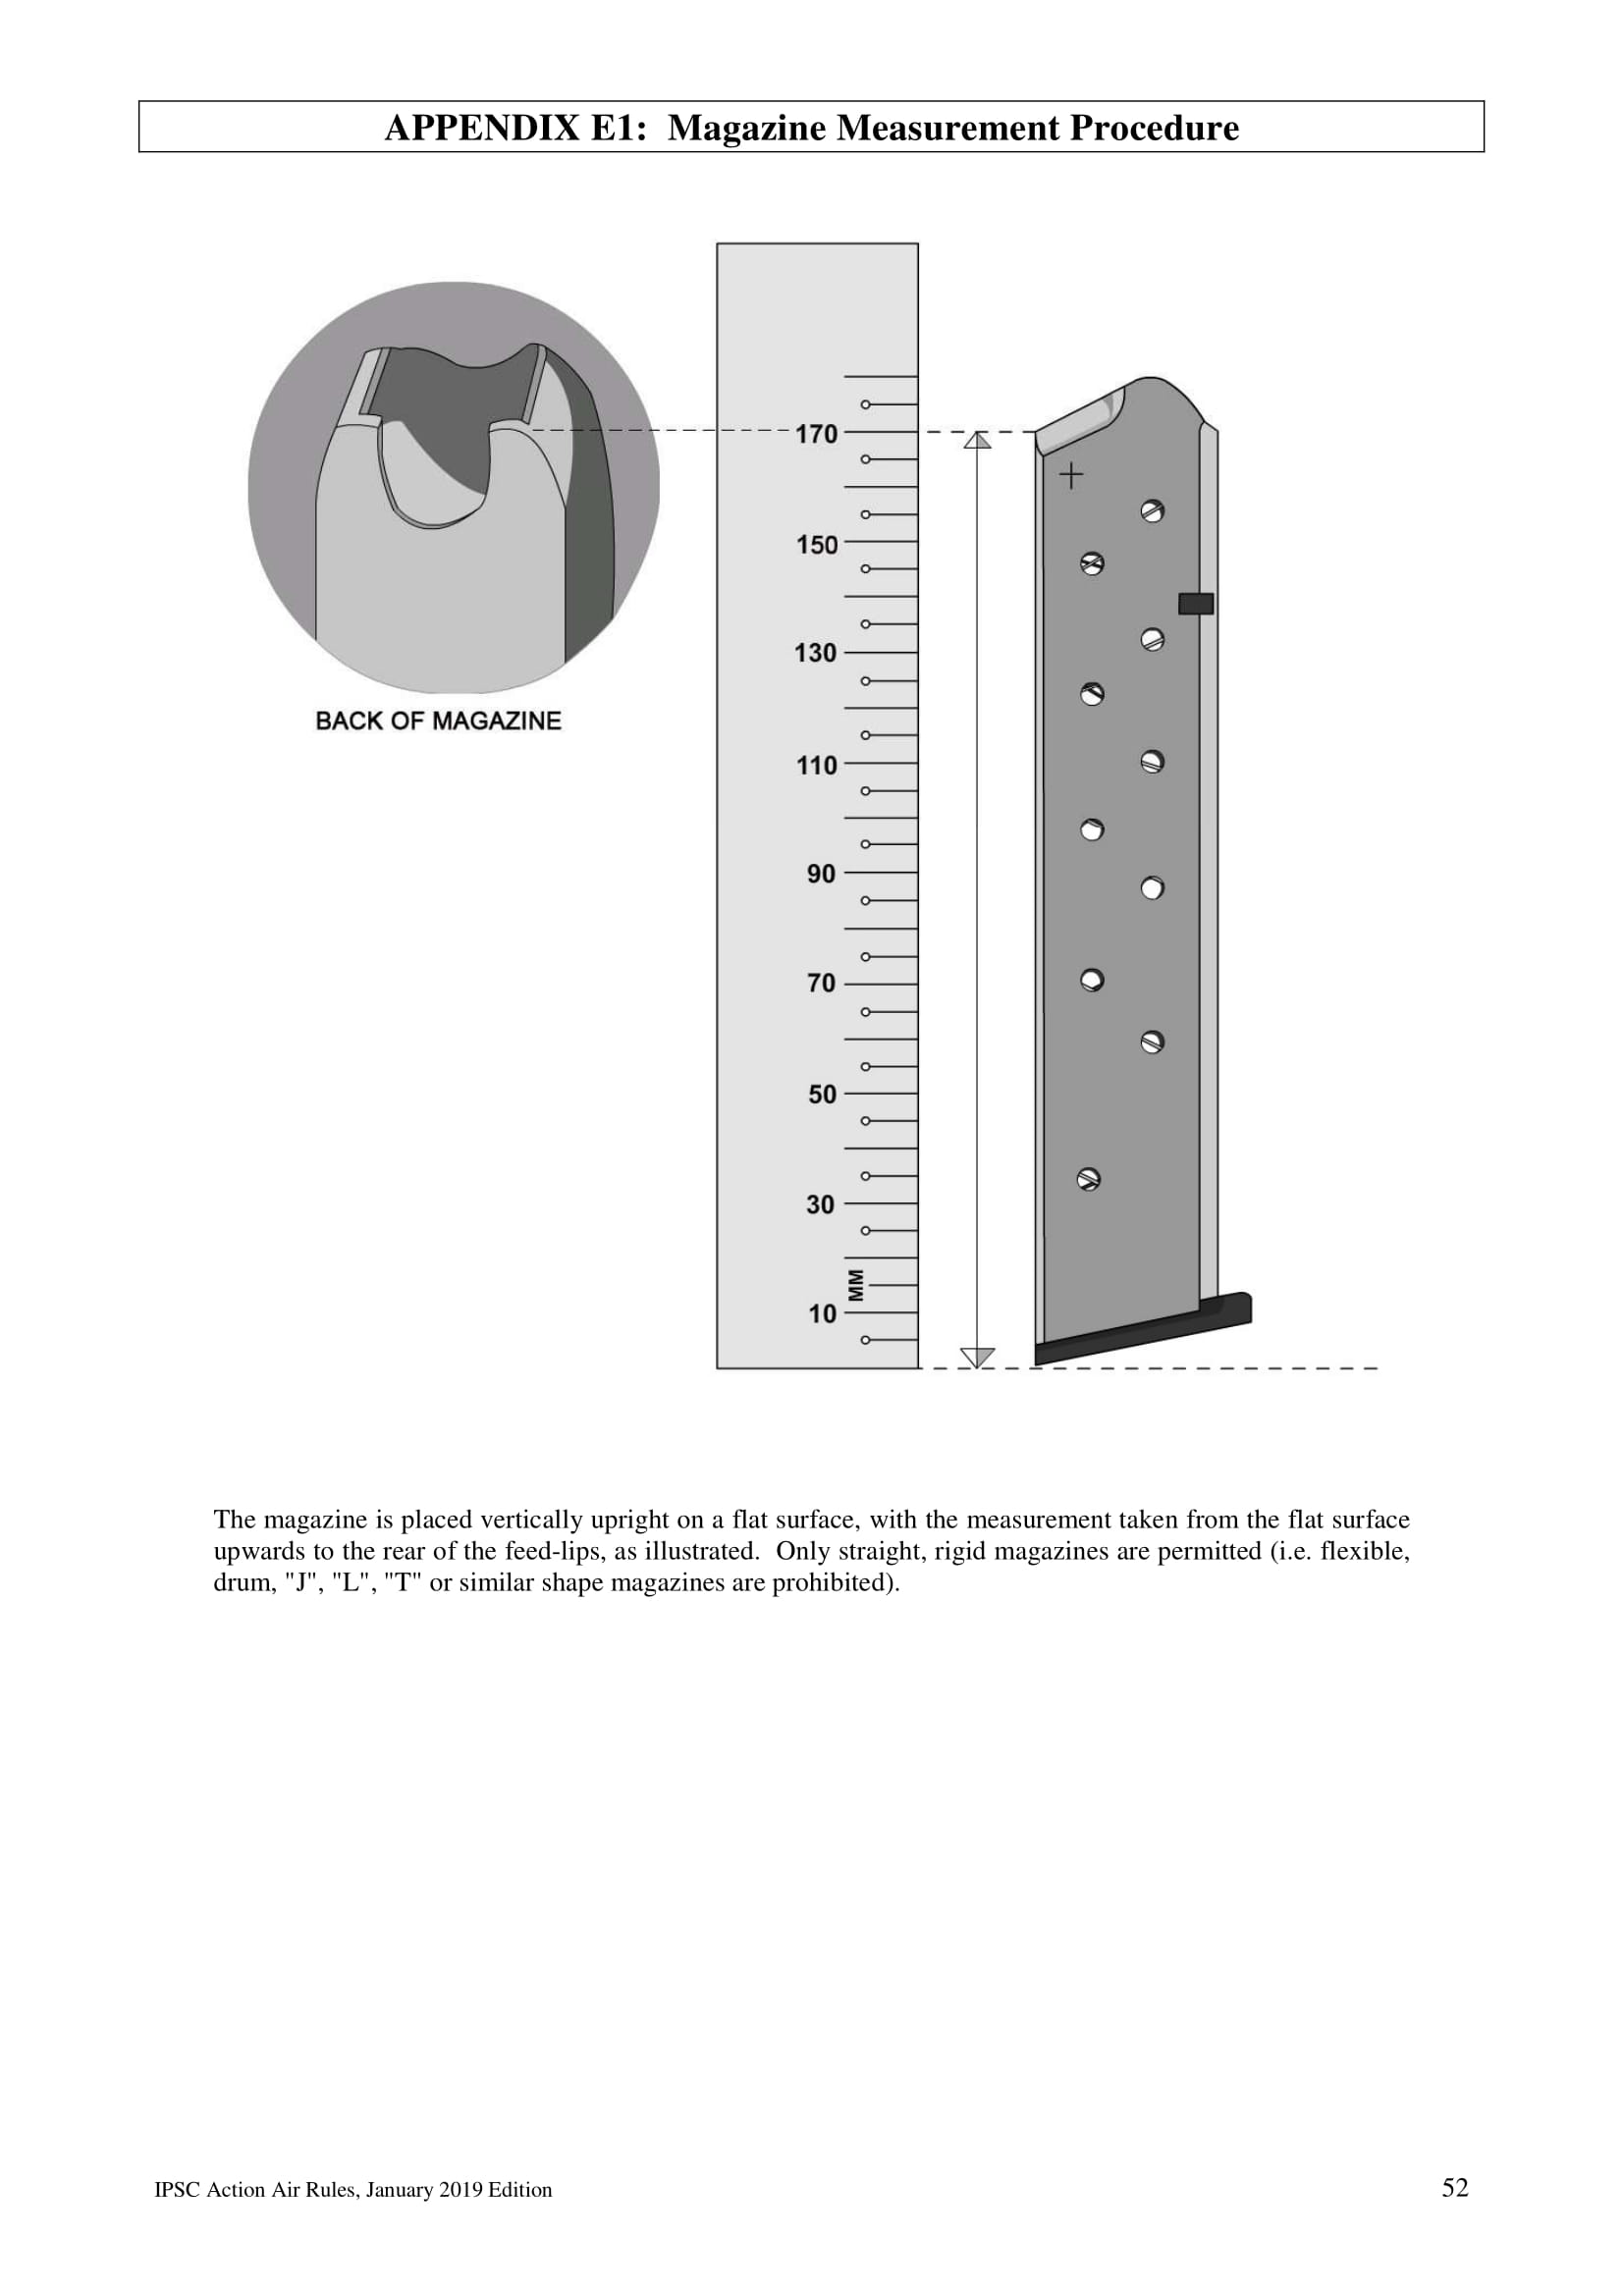 APPENDIX E1:  Magazine Measurement Procedure
BACK OF MAGAZINE
170
150
130
110
90
70
50
30
MM
10
The magazine is placed vertically upright on a flat surface, with the measurement taken from the flat surface
upwards to the rear of the feed-lips, as illustrated.  Only straight, rigid magazines are permitted (i.e. flexible,
drum, "J", "L", "T" or similar shape magazines are prohibited).
IPSC Action Air Rules, January 2019 Edition
52